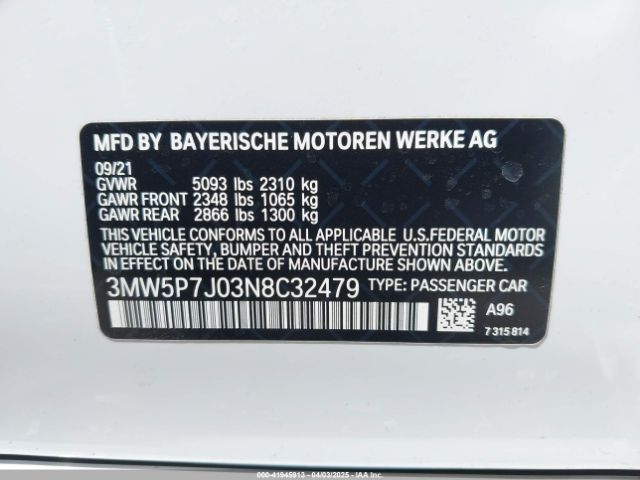 MFD BY BAYERISCHE MOTOREN WERKE AG
09/21
GVWR 5093 lbs 2310 kg
GAWR FRONT 2348 lbs 1065 kg
GAWR REAR 2866 lbs 1300 kg
THIS VEHICLE CONFORMS TO ALL APPLICABLE U.S.FEDERAL MOTOR
VEHICLE SAFETY, BUMPER AND THEFT PREVENTION STANDARDS
IN EFFECT ON THE DATE OF MANUFACTURE SHOWN ABOVE.
3MW5P7J03N8C32479 TYPE: PASSENGER CAR
A96
7 315 814
000 - 41945913 - 04/03/2025 - IAA Inc.